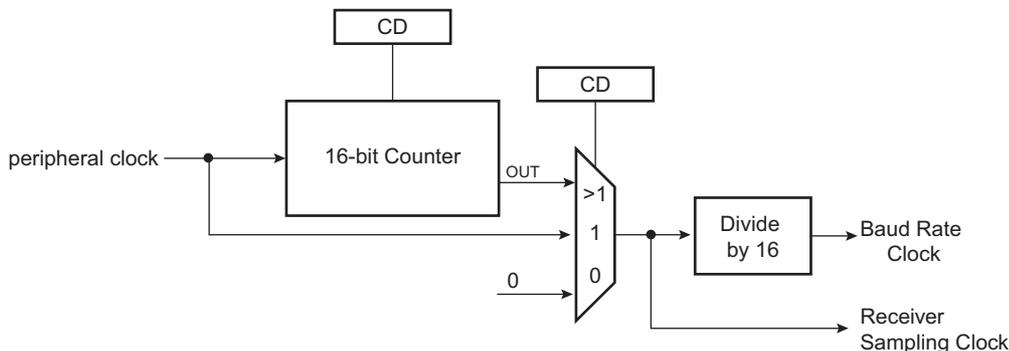 CD
CD
peripheral clock
16-bit Counter
OUT
>1
1
0
0
Divide
by 16
Baud Rate
Clock
Receiver
Sampling Clock